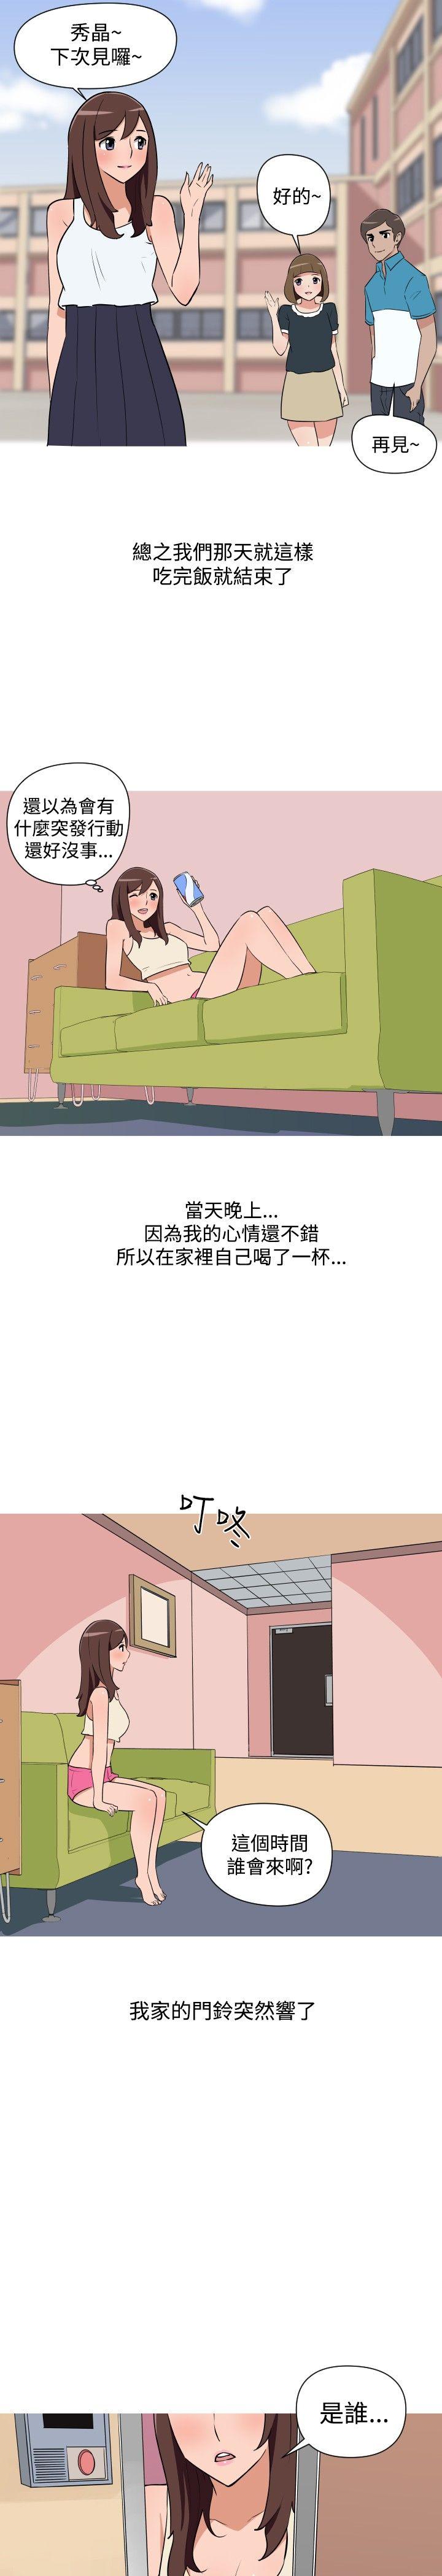 秀晶~
下次見囉~
好的~
再見~
總之我們那天就這樣
吃完飯就結束了
還以為會有
什麼突發行動
還好沒事...
當天晚上...
因為我的心情還不錯
所以在家裡自己喝了一杯...
叮咚
這個時間
誰會來啊?
我家的門鈴突然響了
是誰...